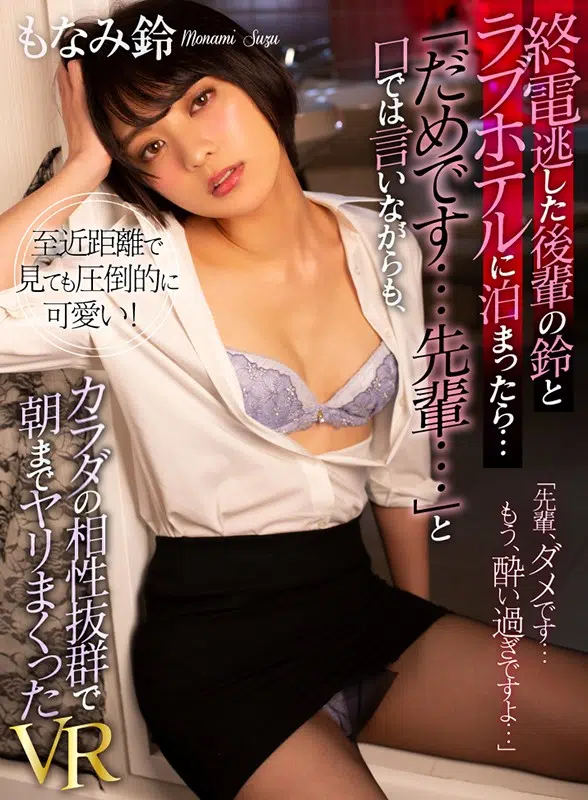 もなみ鈴
Monami Suzu
終電逃した後輩の鈴と
ラブホテルに泊まったら…
「だめです…先輩…」と
口では言いながらも、
至近距離で
見ても圧倒的に
可愛い！
カラダの相性抜群で
朝までヤリまくった
VR
「先輩、ダメです…
もう、酔い過ぎですよ…」